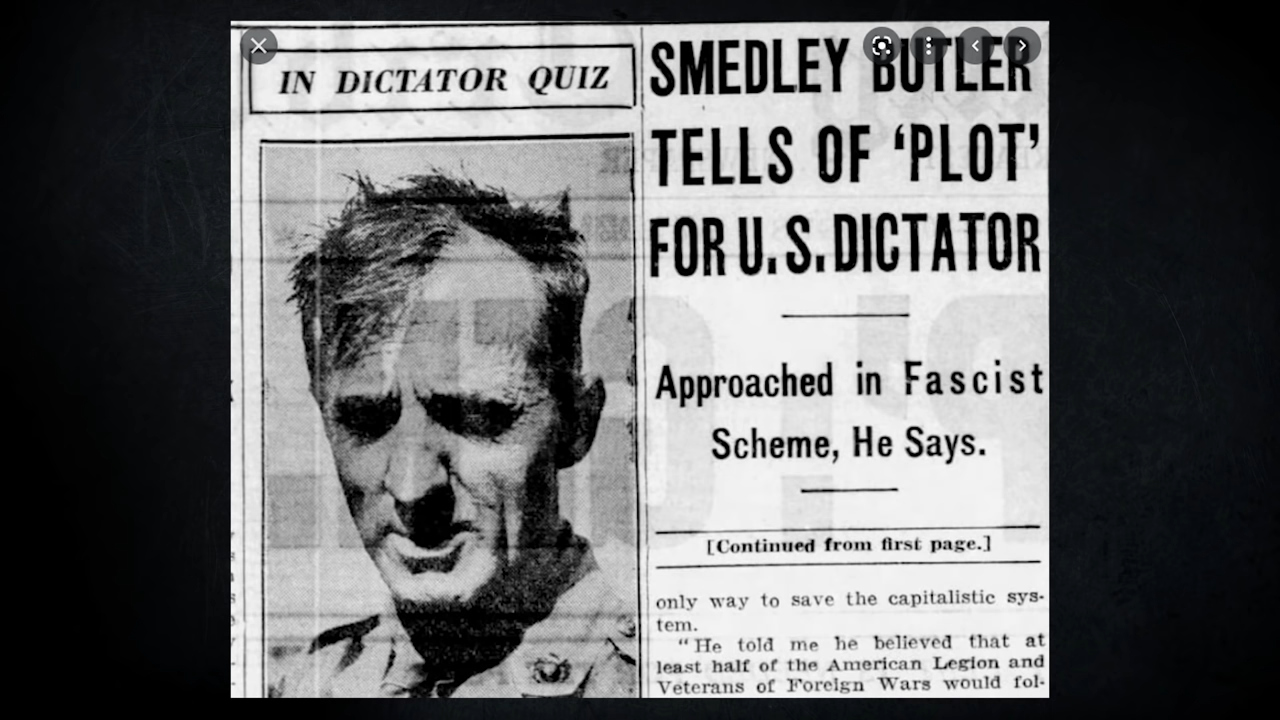 IN DICTATOR QUIZ
SMEDLEY BUTLER
TELLS OF ‘PLOT’
FOR U. S. DICTATOR
Approached in Fascist
Scheme, He Says.
[Continued from first page.]
only way to save the capitalistic sys-
tem.
“He told me he believed that at
least half of the American Legion and
Veterans of Foreign Wars would fol-